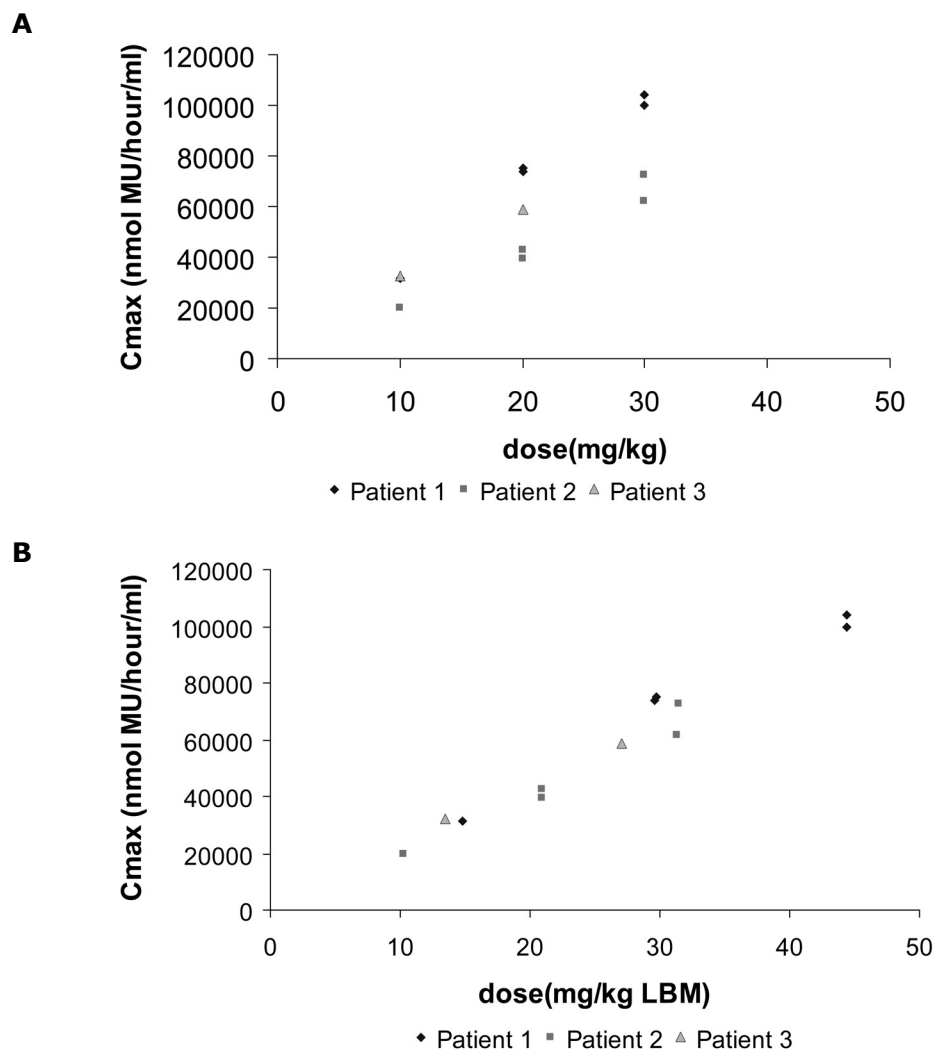 A
Cmax (nmol MU/hour/ml)
120000
100000
80000
60000
40000
20000
0
0 10 20 30 40 50
dose(mg/kg)
Patient 1 Patient 2 Patient 3
B
Cmax (nmol MU/hour/ml)
120000
100000
80000
60000
40000
20000
0
0 10 20 30 40 50
dose(mg/kg LBM)
Patient 1 Patient 2 Patient 3